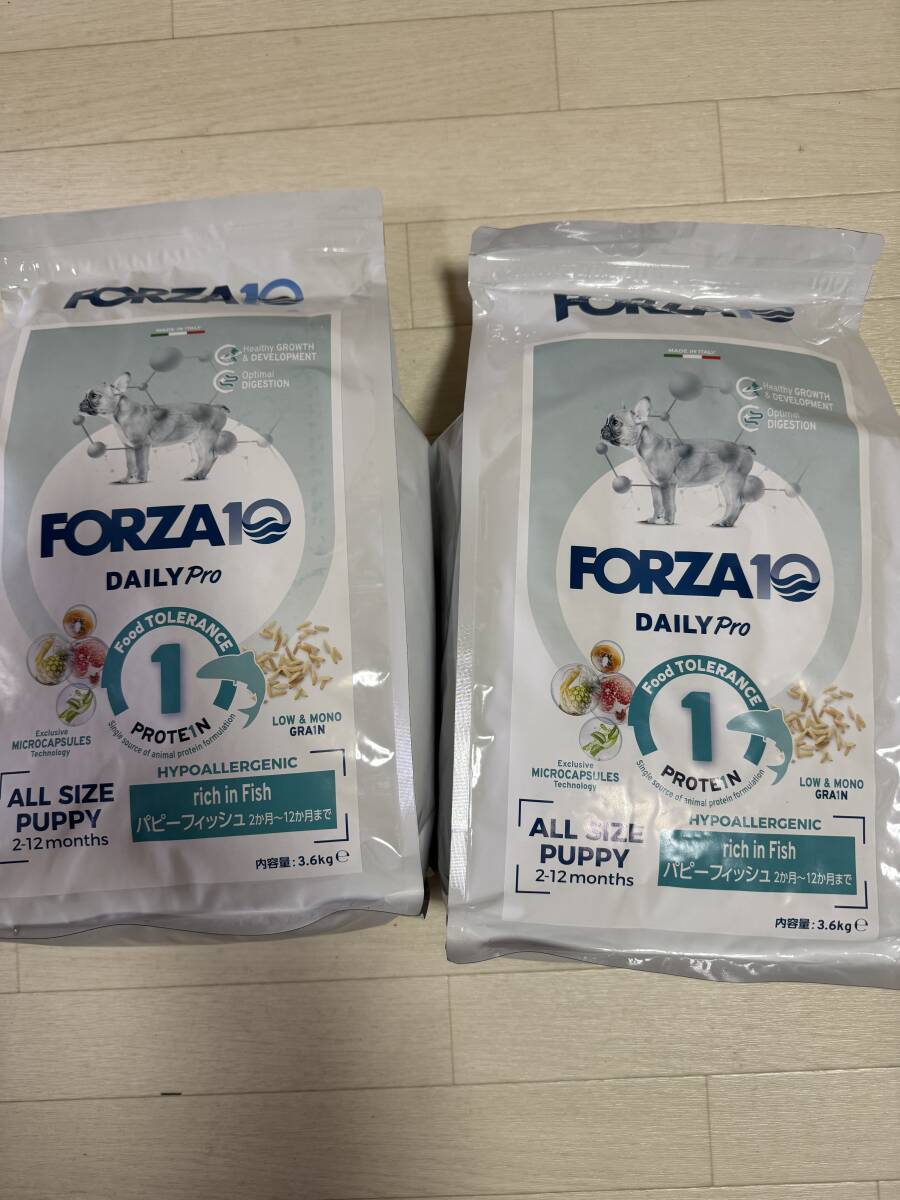 FORZA10
MADE IN ITALY
Healthy GROWTH
& DEVELOPMENT
Optimal
DIGESTION
FORZA10
DAILY Pro
Food TOLERANCE
1
PROTE1N
Single source of animal protein formulation
Exclusive
MICROCAPSULES
Technology
LOW & MONO
GRA1N
HYPOALLERGENIC
rich in Fish
パピーフィッシュ 2か月~12か月まで
ALL SIZE
PUPPY
2-12 months
内容量:3.6kg ℮
FORZA10
MADE IN ITALY
Healthy GROWTH
& DEVELOPMENT
Optimal
DIGESTION
FORZA10
DAILY Pro
Food TOLERANCE
1
PROTE1N
Single source of animal protein formulation
Exclusive
MICROCAPSULES
Technology
LOW & MONO
GRA1N
HYPOALLERGENIC
rich in Fish
パピーフィッシュ 2か月~12か月まで
ALL SIZE
PUPPY
2-12 months
内容量:3.6kg ℮